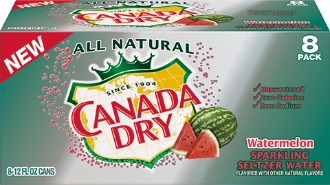 NEW
ALL NATURAL
SINCE 1904
CANADA
DRY
8
PACK
Unsweetened
Zero Calories
Zero Sodium
Watermelon
SPARKLING
SELTZER WATER
FLAVORED WITH OTHER NATURAL FLAVORS
8-12 FL OZ CANS
NEW